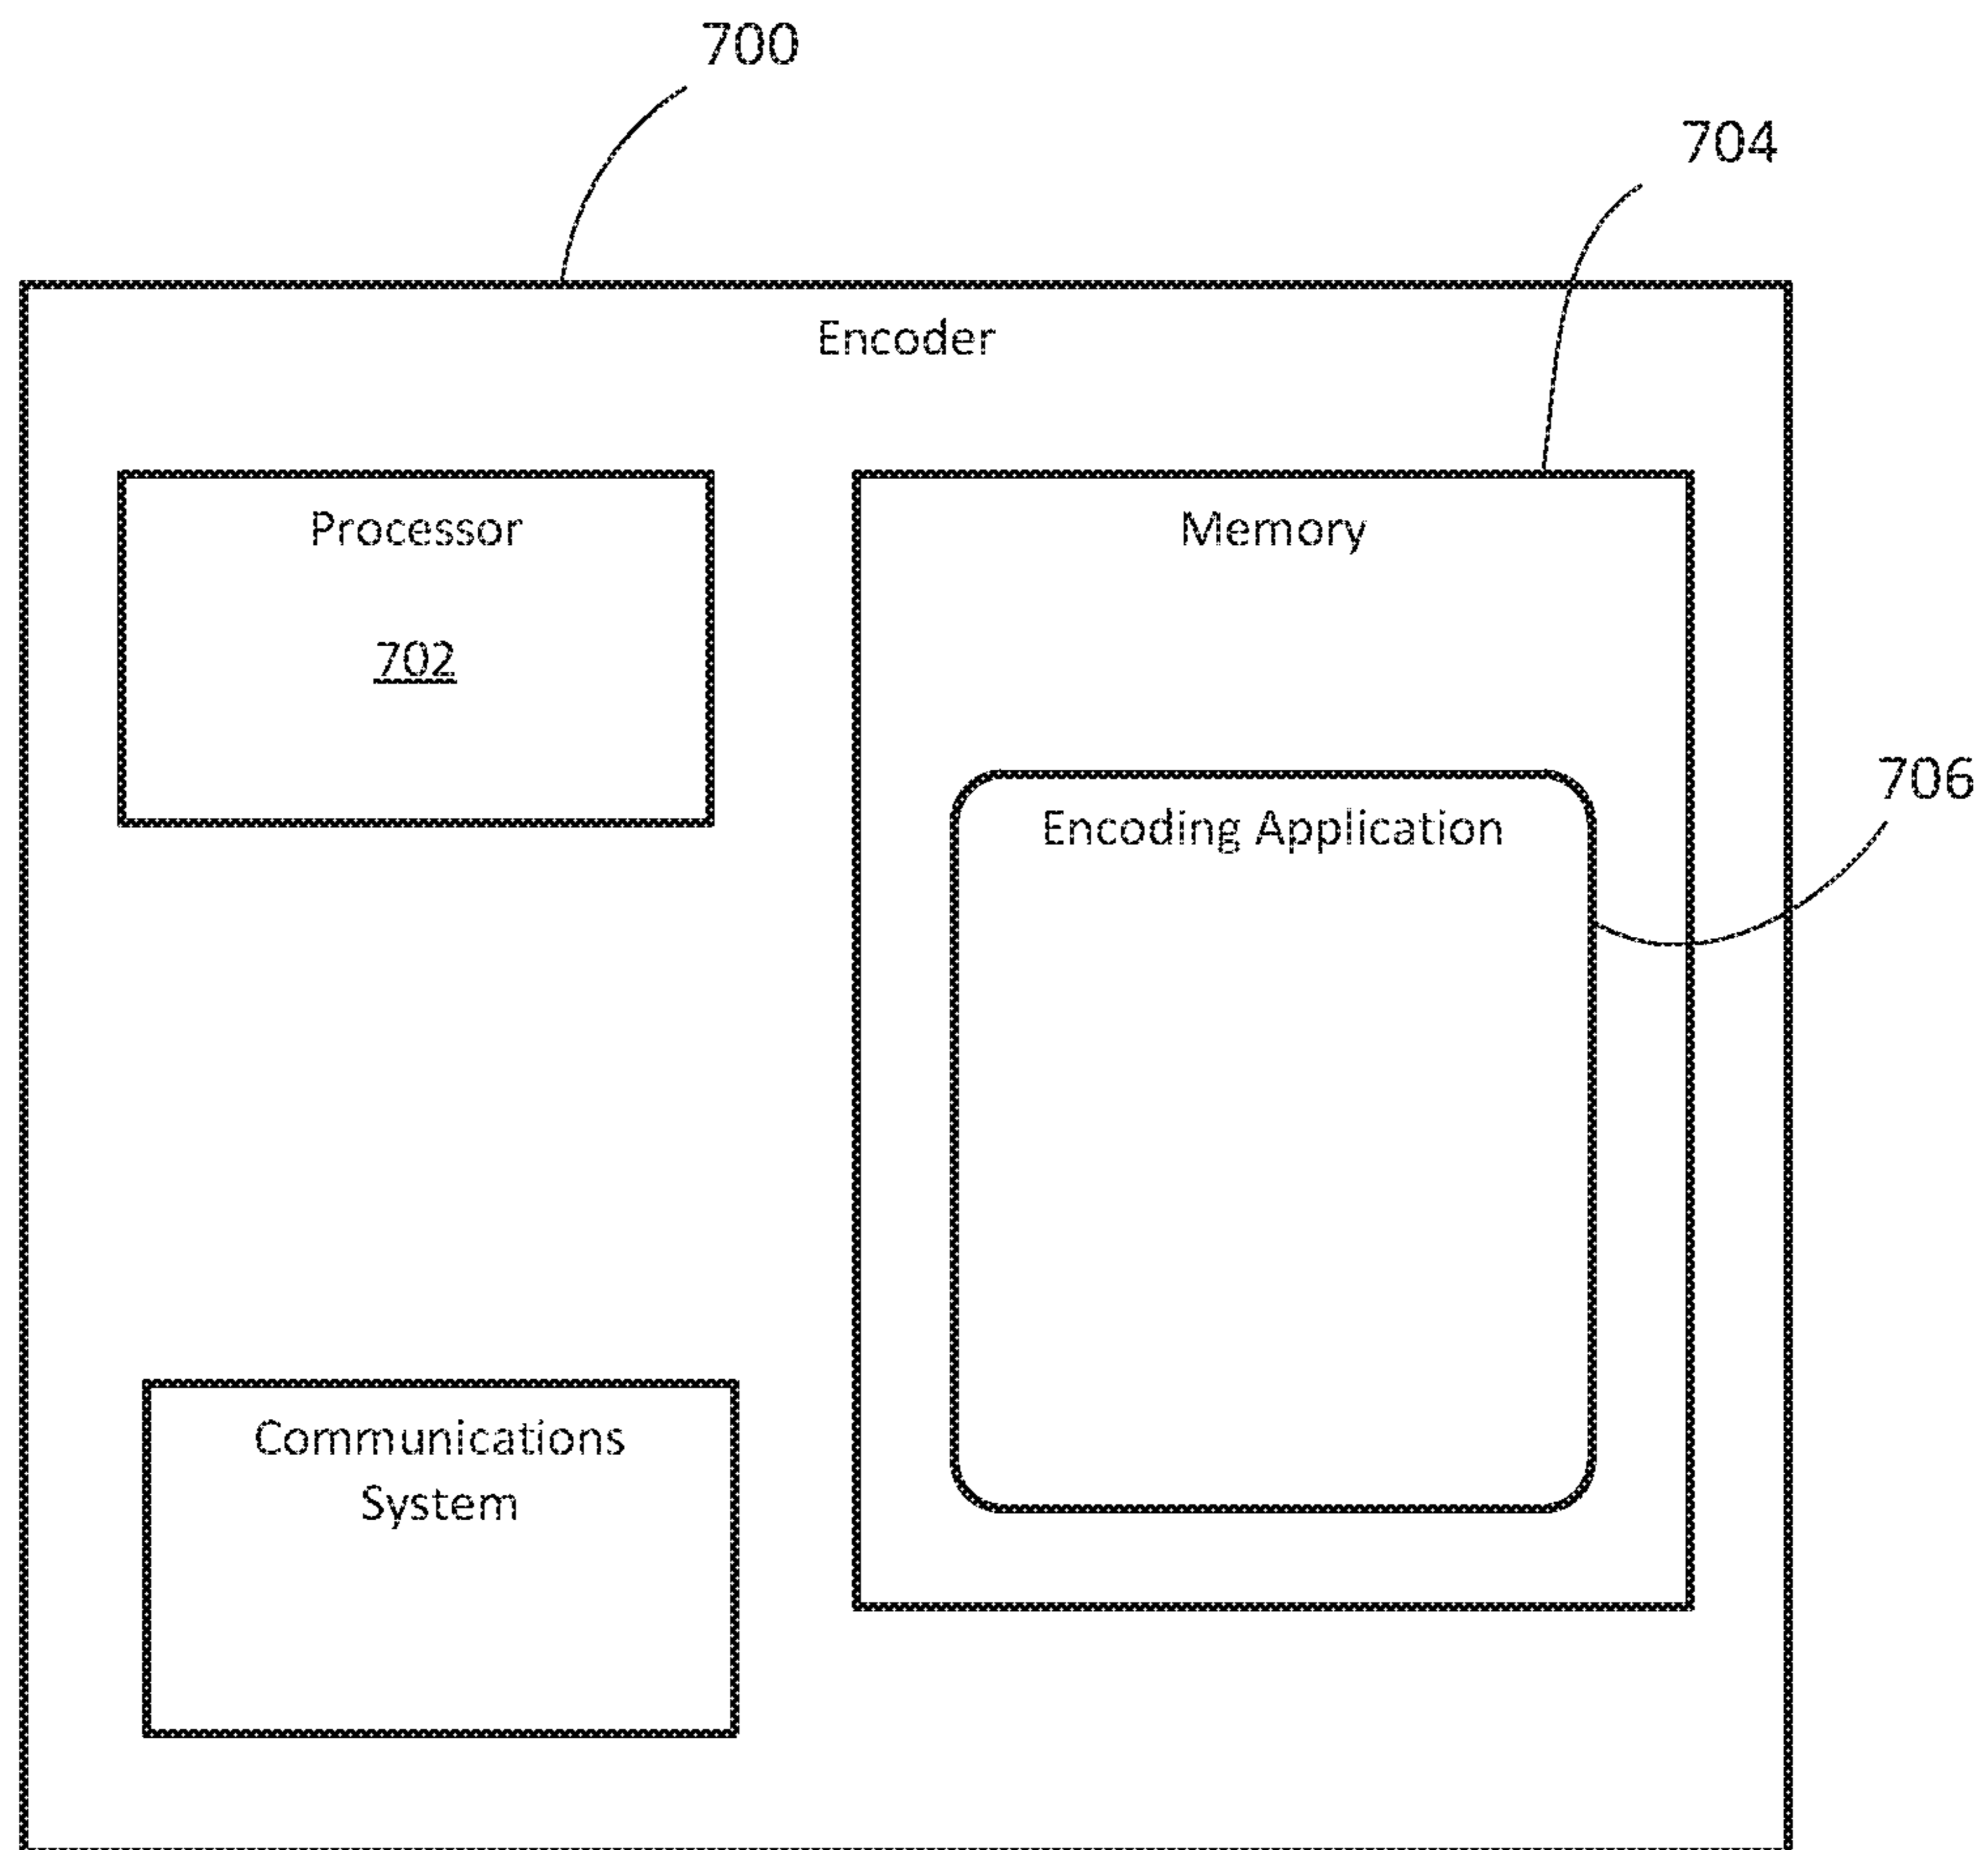 700
704
Encoder
Processor
Memory
702
706
Encoding Application
Communications
System